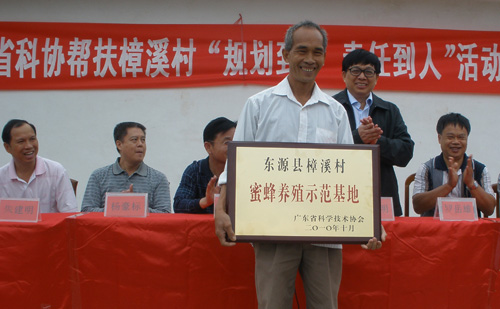 省科协帮扶樟溪村“规划到 责任到人”活动
东源县樟溪村
蜜蜂养殖示范基地
广东省科学技术协会
二〇一〇年十月